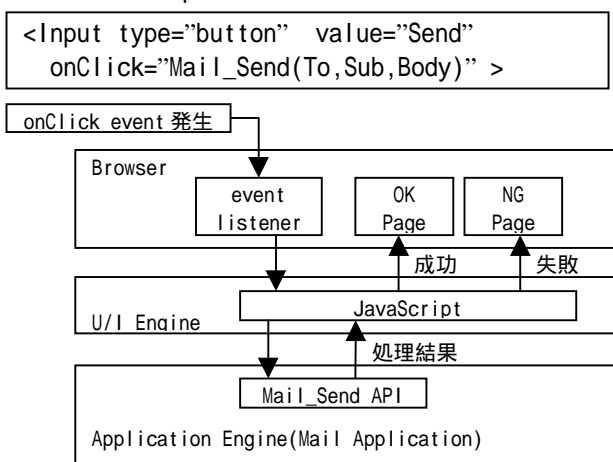 <Input type=”button” value=”Send”
onClick=”Mail_Send(To,Sub,Body)” >
onClick event 発生
Browser
event
listener
OK
Page
NG
Page
成功
失敗
JavaScript
U/I Engine
処理結果
Mail_Send API
Application Engine(Mail Application)